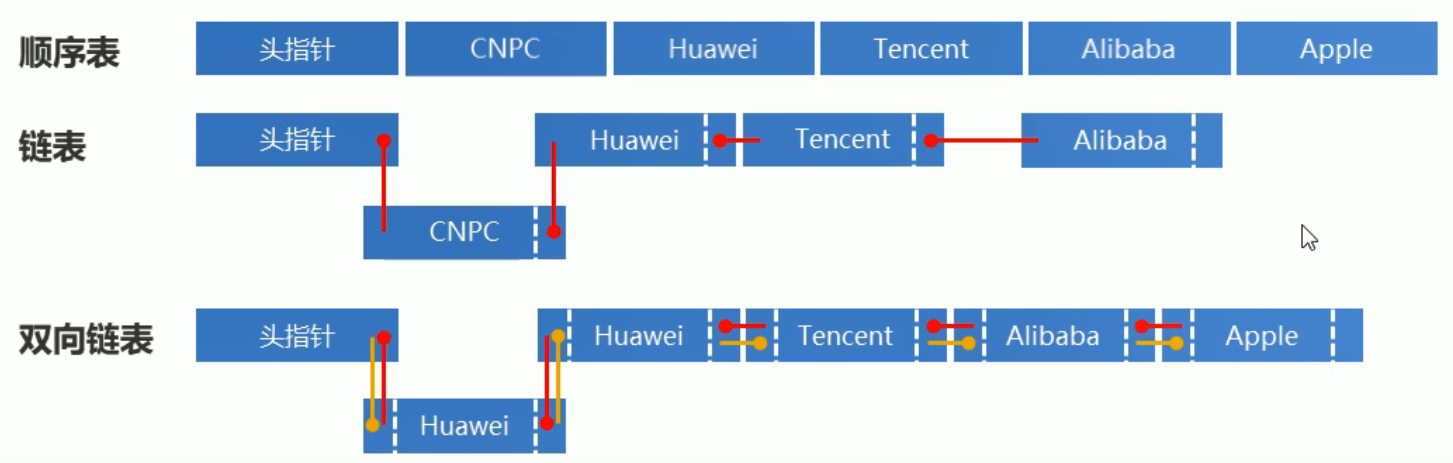 顺序表 头指针 CNPC Huawei Tencent Alibaba Apple
链表 头指针 Huawei Tencent Alibaba
CNPC
双向链表 头指针 Huawei Tencent Alibaba Apple
Huawei